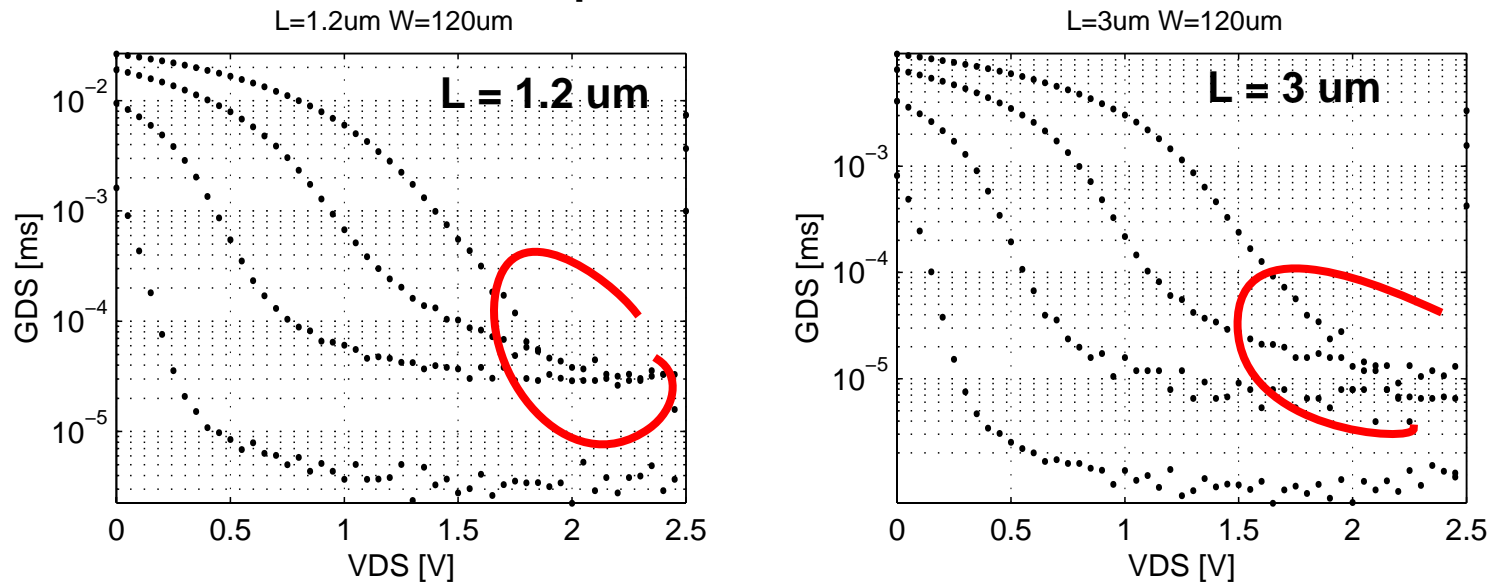 L=1.2um W=120um
L = 1.2 um
10⁻²
10⁻³
10⁻⁴
10⁻⁵
GDS [ms]
0 0.5 1 1.5 2 2.5
VDS [V]
L=3um W=120um
L = 3 um
10⁻³
10⁻⁴
10⁻⁵
GDS [ms]
0 0.5 1 1.5 2 2.5
VDS [V]